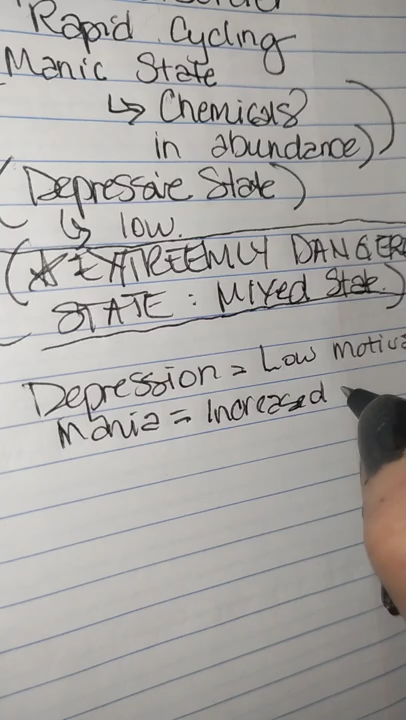 Rapid Cycling
Manic State
↳ Chemicals?
in abundance)
(Depressive State)
↳ low.
(*EXTREEMLY DANGER
STATE: Mixed State.)
Depression = Low motiva
Mania = Increased